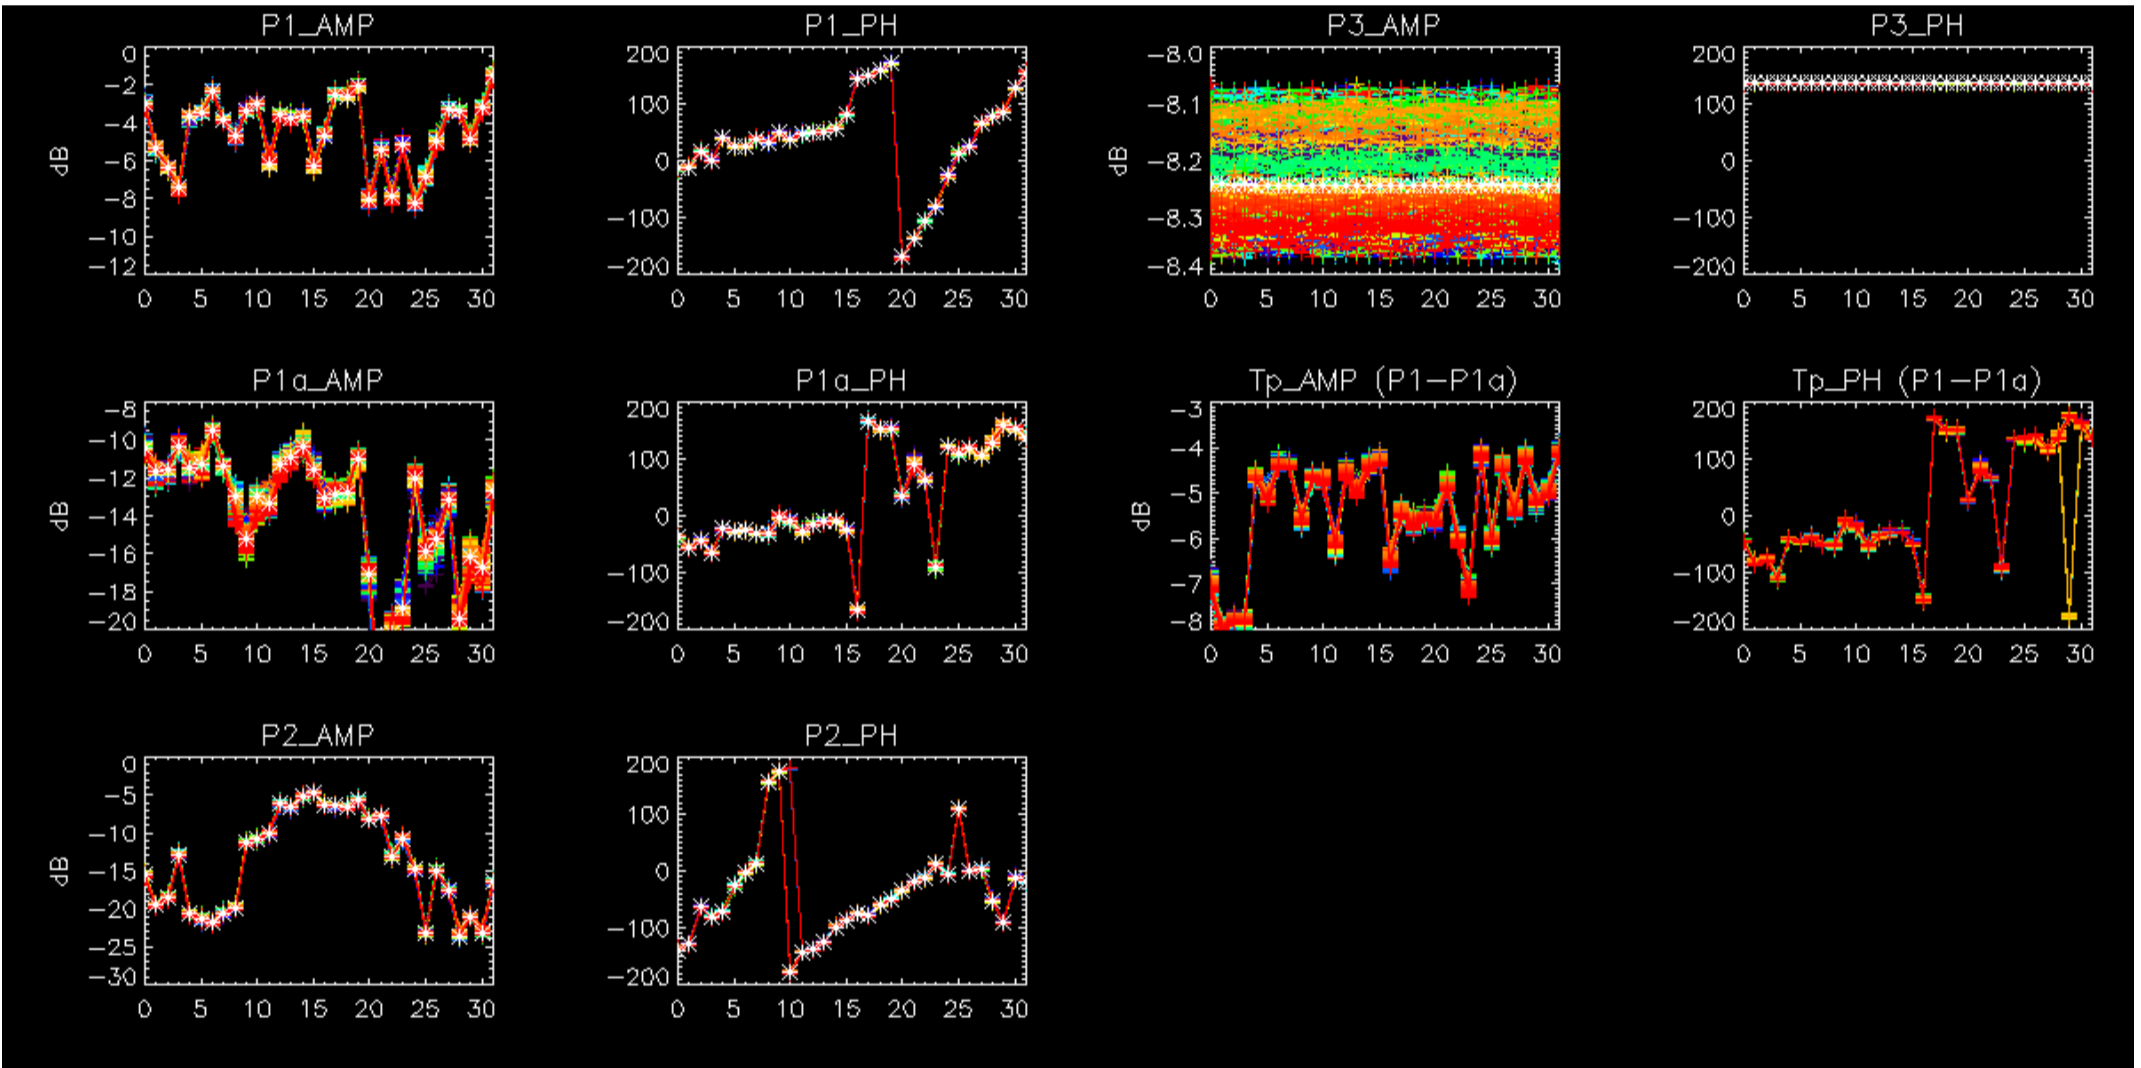 P1_AMP P1_PH P3_AMP P3_PH
0 200 -8.0 200
-2
-4 100 -8.1 100
dB -6 0 dB -8.2 0
-8
-10 -100 -8.3 -100
-12 -200 -8.4 -200
0 5 10 15 20 25 30 0 5 10 15 20 25 30 0 5 10 15 20 25 30 0 5 10 15 20 25 30
P1a_AMP P1a_PH Tp_AMP (P1-P1a) Tp_PH (P1-P1a)
-8 200 -3 200
-10 100 -4 100
-12
dB -14 0 dB -5 0
-16 -6
-18 -100 -7 -100
-20 -200 -8 -200
0 5 10 15 20 25 30 0 5 10 15 20 25 30 0 5 10 15 20 25 30 0 5 10 15 20 25 30
P2_AMP P2_PH
0 200
-5 100
-10
dB -15 0
-20 -100
-25
-30 -200
0 5 10 15 20 25 30 0 5 10 15 20 25 30